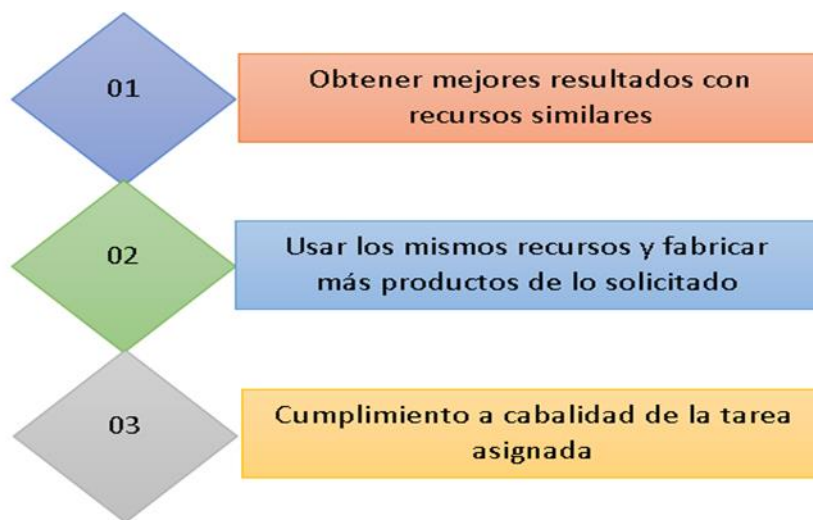 01
Obtener mejores resultados con
recursos similares
02
Usar los mismos recursos y fabricar
más productos de lo solicitado
03
Cumplimiento a cabalidad de la tarea
asignada